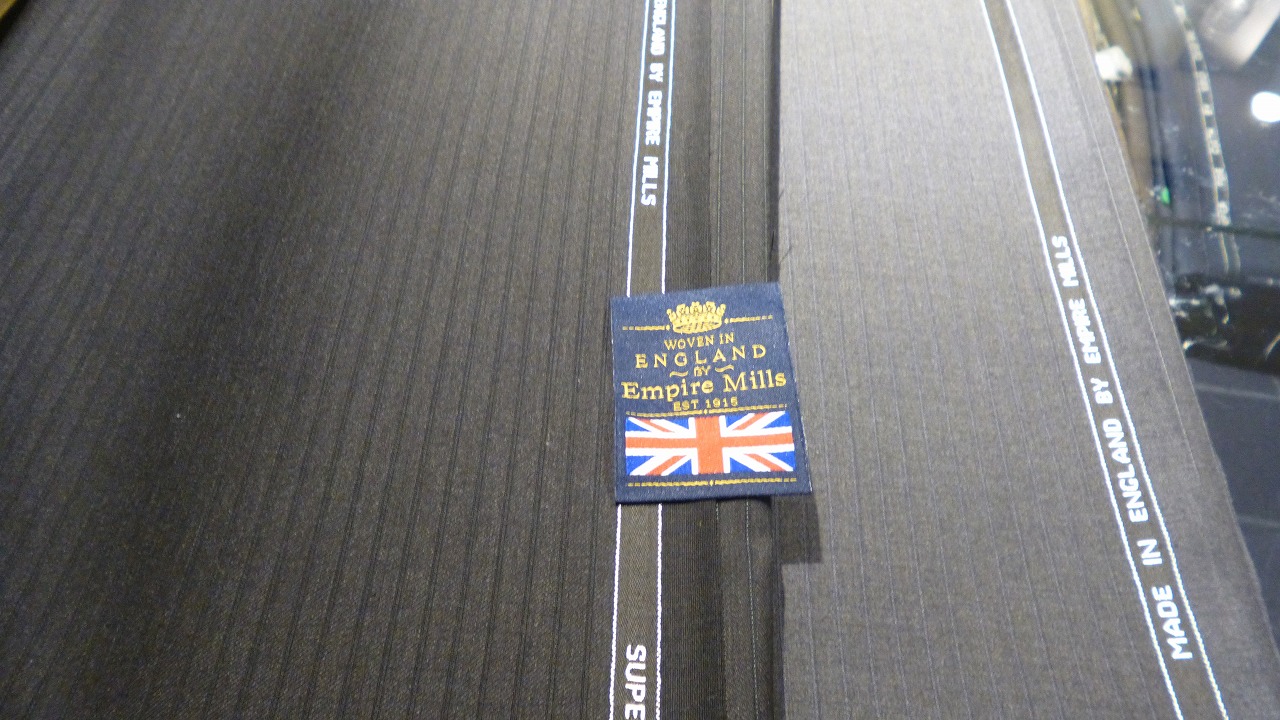 ENGLAND BY EMPIRE MILLS
WOVEN IN
ENGLAND
BY
Empire Mills
EST 1915
SUPE
MADE IN ENGLAND BY EMPIRE MILLS